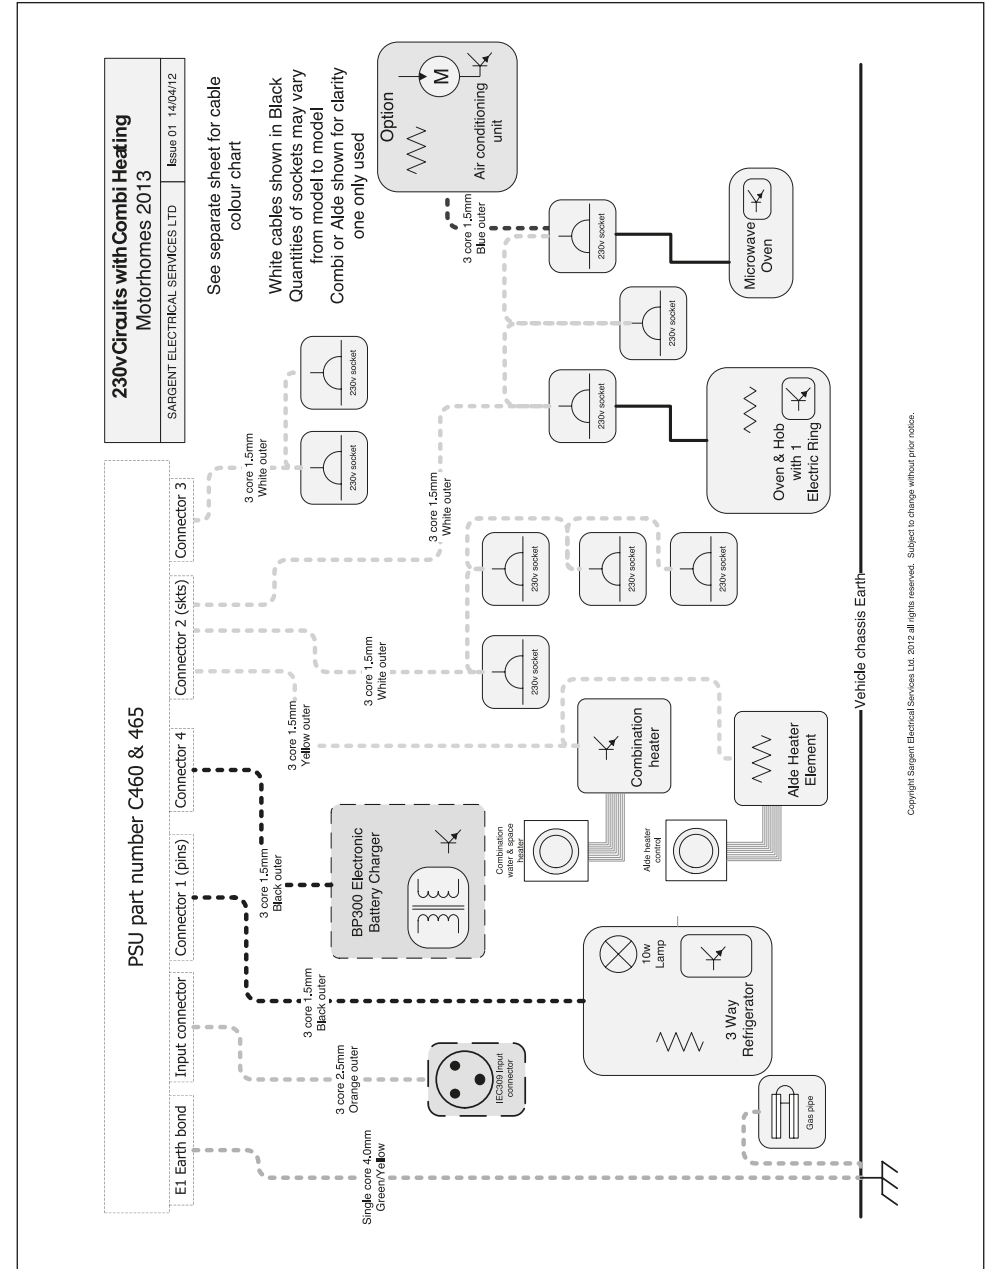 230vCircuits withCombi Heating
Motorhomes 2013
SARGENT ELECTRICAL SERVICES LTD
Issue 01 14/04/12
See separate sheet for cable
colour chart
White cables shown in Black
Quantities of sockets may vary
from model to model
Combi or Alde shown for clarity
one only used
PSU part number C460 & 465
E1 Earth bond
Input connector
Connector 1 (pins)
Connector 4
Connector 2 (skts)
Connector 3
Single core 4.0mm
Green/Yellow
3 core 2.5mm
Orange outer
3 core 1.5mm
Black outer
3 core 1.5mm
Black outer
3 core 1.5mm
Yellow outer
3 core 1.5mm
White outer
3 core 1.5mm
White outer
3 core 1.5mm
White outer
3 core 1.5mm
Blue outer
230v socket
230v socket
230v socket
230v socket
230v socket
230v socket
230v socket
230v socket
230v socket
Option
M
Air conditioning
unit
Microwave
Oven
Oven & Hob
with 1
Electric Ring
BP300 Electronic
Battery Charger
Combination
water & space
heater
Combination
heater
Alde heater
control
Alde Heater
Element
IEC309 Input
connector
10w
Lamp
3 Way
Refrigerator
Gas pipe
Vehicle chassis Earth
Copyright Sargent Electrical Services Ltd. 2012 all rights reserved. Subject to change without prior notice.